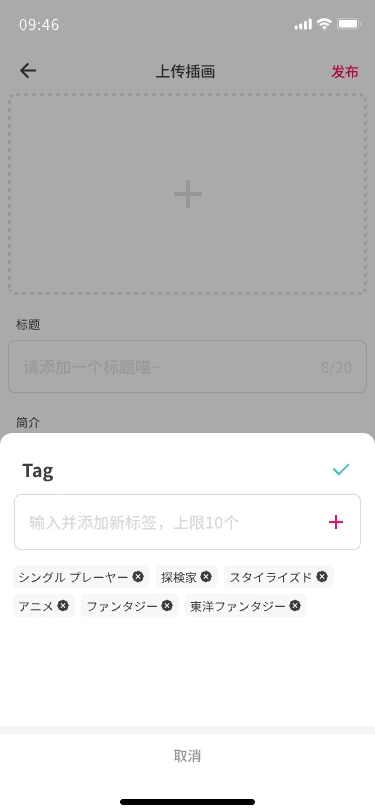 09:46
上传插画
发布
标题
请添加一个标题喵~
8/20
简介
Tag
输入并添加新标签，上限10个
シングル プレーヤー
探検家
スタイライズド
アニメ
ファンタジー
東洋ファンタジー
取消